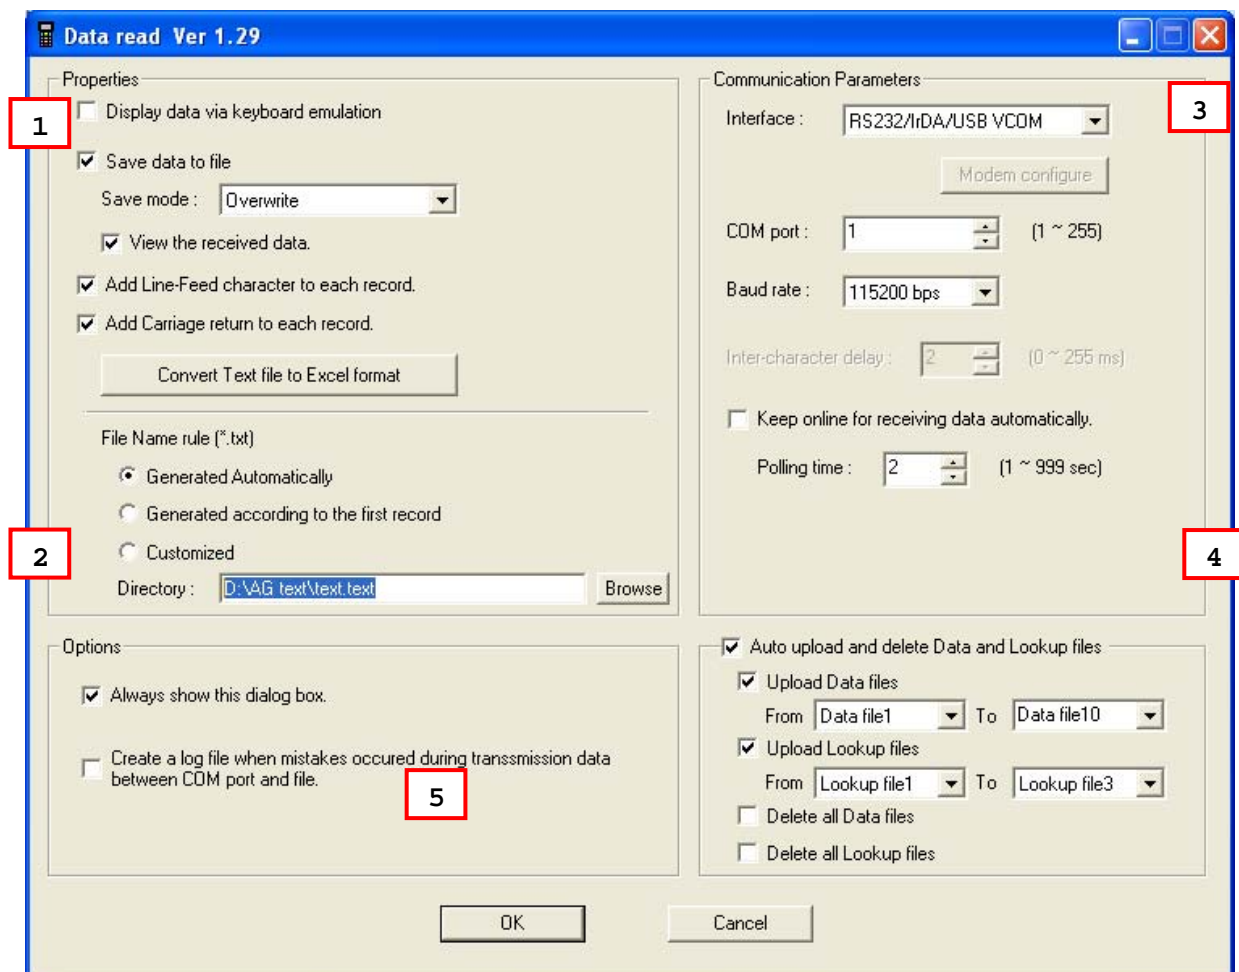 Data read Ver 1.29
Properties
1
Display data via keyboard emulation
Save data to file
Save mode : Overwrite
View the received data.
Add Line-Feed character to each record.
Add Carriage return to each record.
Convert Text file to Excel format
File Name rule (*.txt)
Generated Automatically
Generated according to the first record
2
Customized
Directory : D:\AG text\text.text Browse
Communication Parameters
3
Interface : RS232/IrDA/USB VCOM
Modem configure
COM port : 1 (1 ~ 255)
Baud rate : 115200 bps
Inter-character delay : 2 (0 ~ 255 ms)
Keep online for receiving data automatically.
Polling time : 2 (1 ~ 999 sec)
4
Options
Always show this dialog box.
Create a log file when mistakes occured during transsmission data
between COM port and file.
5
Auto upload and delete Data and Lookup files
Upload Data files
From Data file1 To Data file10
Upload Lookup files
From Lookup file1 To Lookup file3
Delete all Data files
Delete all Lookup files
OK Cancel